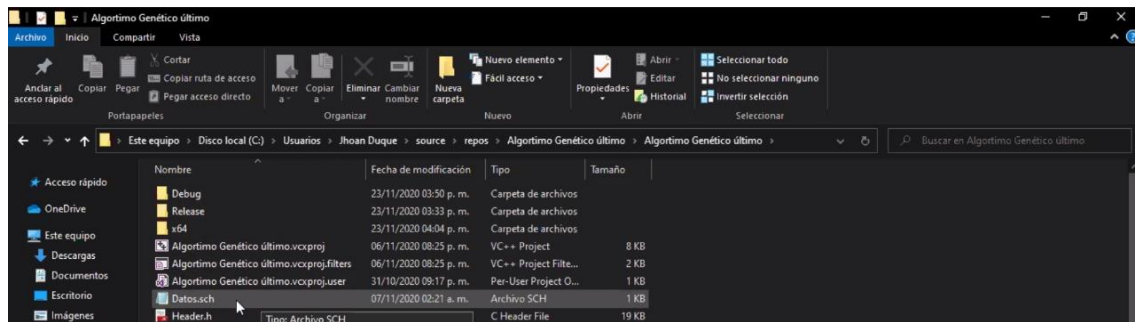 Algortimo Genético último
Archivo Inicio Compartir Vista
Anclar al acceso rápido
Copiar
Pegar
Cortar
Copiar ruta de acceso
Pegar acceso directo
Portapapeles
Mover a
Copiar a
Eliminar
Cambiar nombre
Organizar
Nueva carpeta
Nuevo elemento
Fácil acceso
Nuevo
Propiedades
Abrir
Editar
Historial
Abrir
Seleccionar todo
No seleccionar ninguno
Invertir selección
Seleccionar
Este equipo > Disco local (C:) > Usuarios > Jhoan Duque > source > repos > Algortimo Genético último > Algortimo Genético último >
Buscar en Algortimo Genético último
Acceso rápido
OneDrive
Este equipo
Descargas
Documentos
Escritorio
Imágenes
Nombre Fecha de modificación Tipo Tamaño
Debug 23/11/2020 03:50 p. m. Carpeta de archivos
Release 23/11/2020 03:33 p. m. Carpeta de archivos
x64 23/11/2020 04:04 p. m. Carpeta de archivos
Algortimo Genético último.vcxproj 06/11/2020 08:25 p. m. VC++ Project 8 KB
Algortimo Genético último.vcxproj.filters 06/11/2020 08:25 p. m. VC++ Project Filte... 2 KB
Algortimo Genético último.vcxproj.user 31/10/2020 09:17 p. m. Per-User Project O... 1 KB
Datos.sch 07/11/2020 02:21 a. m. Archivo SCH 1 KB
Header.h C Header File 19 KB
Tipo: Archivo SCH